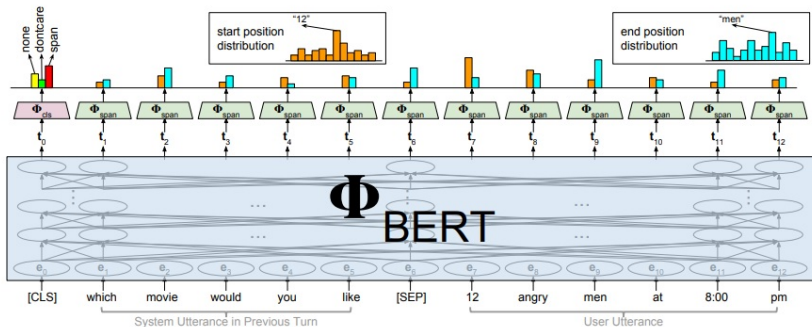 none
dontcare
span
start position
distribution
"12"
end position
distribution
"men"
Φcls Φspan Φspan Φspan Φspan Φspan Φspan Φspan Φspan Φspan Φspan Φspan Φspan
t0 t1 t2 t3 t4 t5 t6 t7 t8 t9 t10 t11 t12
... ...
Φ BERT
... ...
e0 e1 e2 e3 e4 e5 e6 e7 e8 e9 e10 e11 e12
[CLS] which movie would you like [SEP] 12 angry men at 8:00 pm
System Utterance in Previous Turn User Utterance